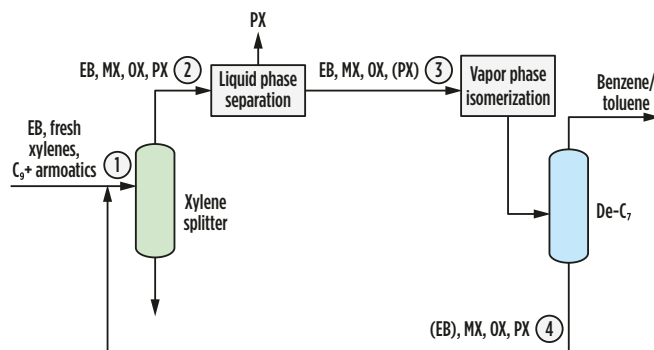 PX
EB, MX, OX, PX 2
Liquid phase
separation
EB, MX, OX, (PX) 3
Vapor phase
isomerization
Benzene/
toluene
EB, fresh
xylenes,
C₉+ armoatics 1
Xylene
splitter
De-C₇
(EB), MX, OX, PX 4